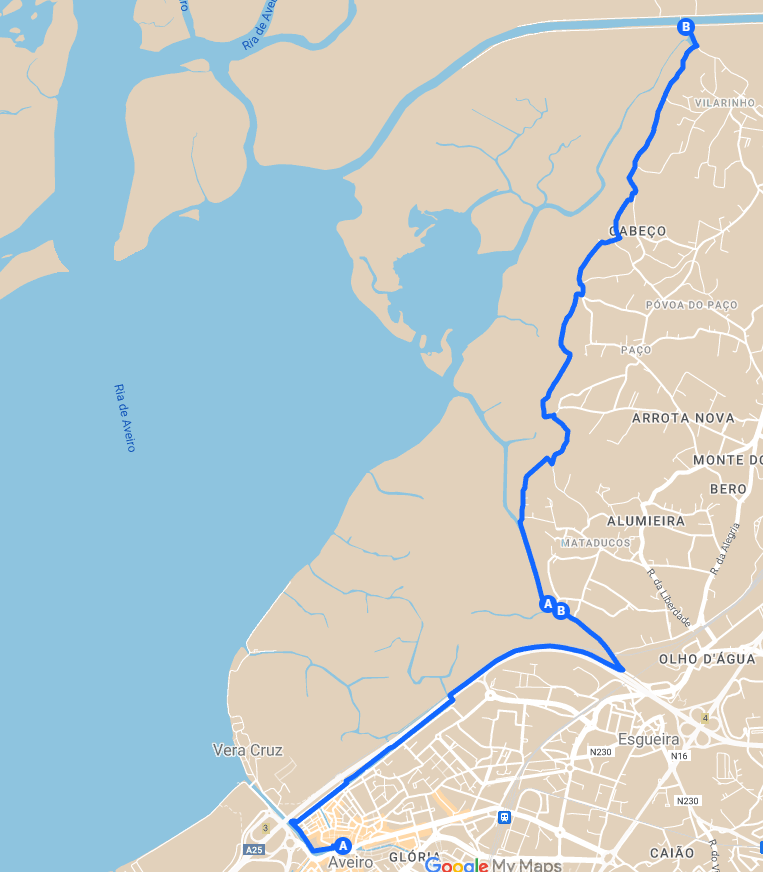 ro
Ria de Aveiro
B
VILARINHO
CABEÇO
PÓVOA DO PAÇO
PAÇO
Ria de Aveiro
ARROTA NOVA
MONTE DO
BERO
ALUMIEIRA
R. da Alegria
MATADUCOS
R. da Liberdade
A
B
OLHO D'ÁGUA
4
Esgueira
Vera Cruz
N230
N16
N230
3
A25
A
Aveiro
GLÓRIA
CAIÃO
R. do V
Google My Maps